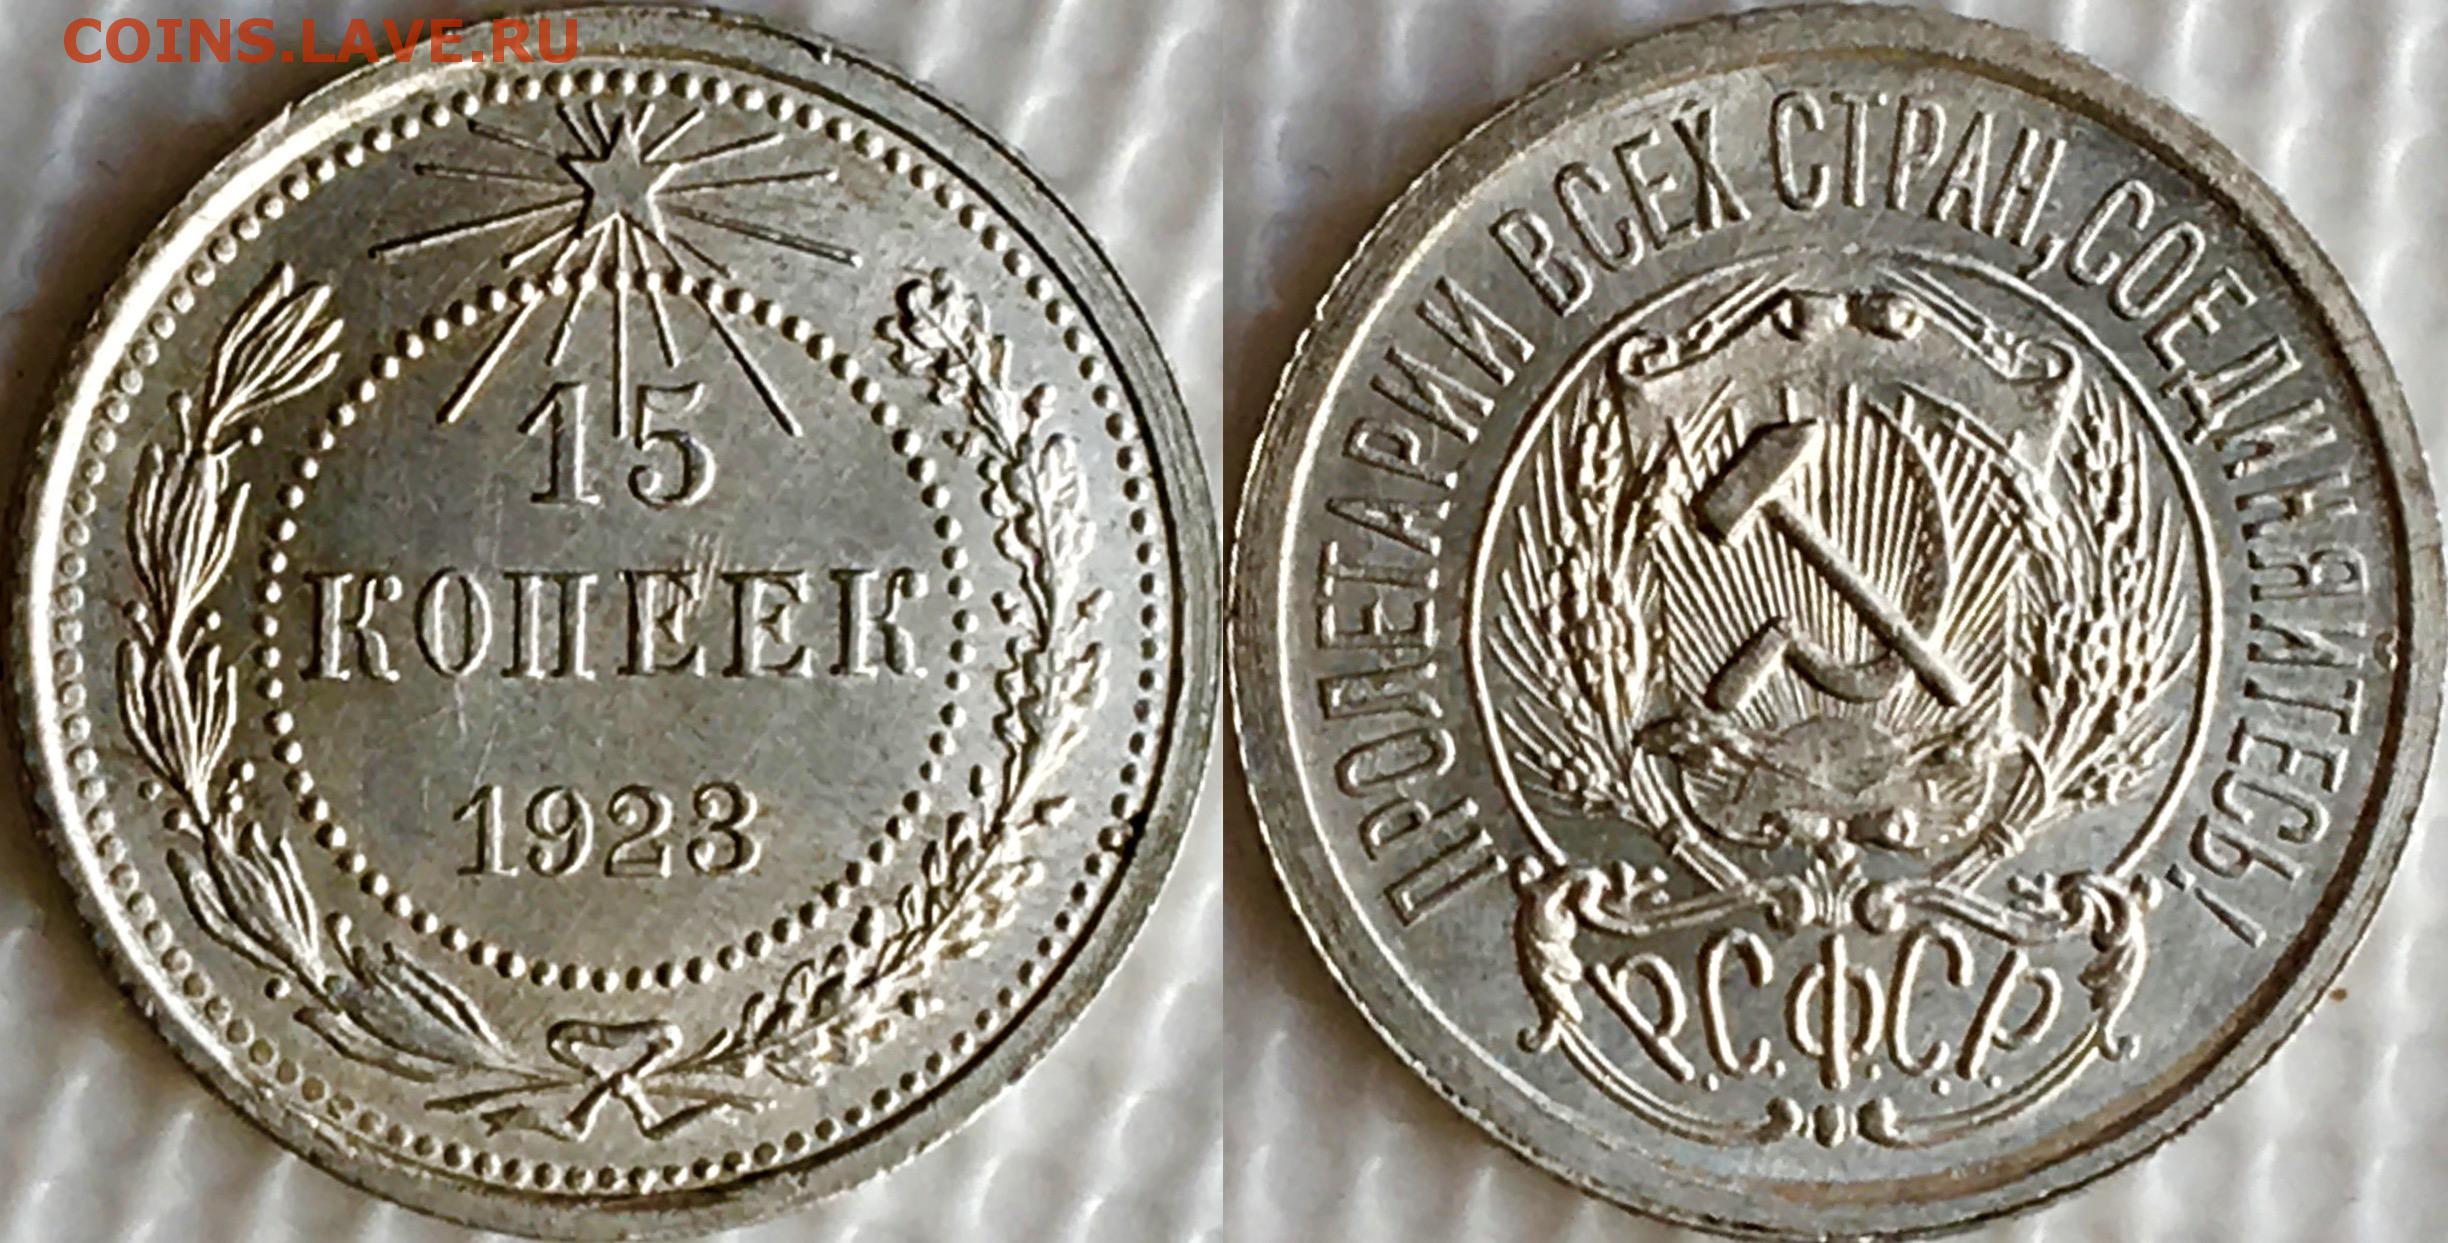 COINS.LAVE.RU
15
КОПЕЕК
1923
ПРОЛЕТАРИИ ВСЕХ СТРАН, СОЕДИНЯЙТЕСЬ!
Р.С.Ф.С.Р.